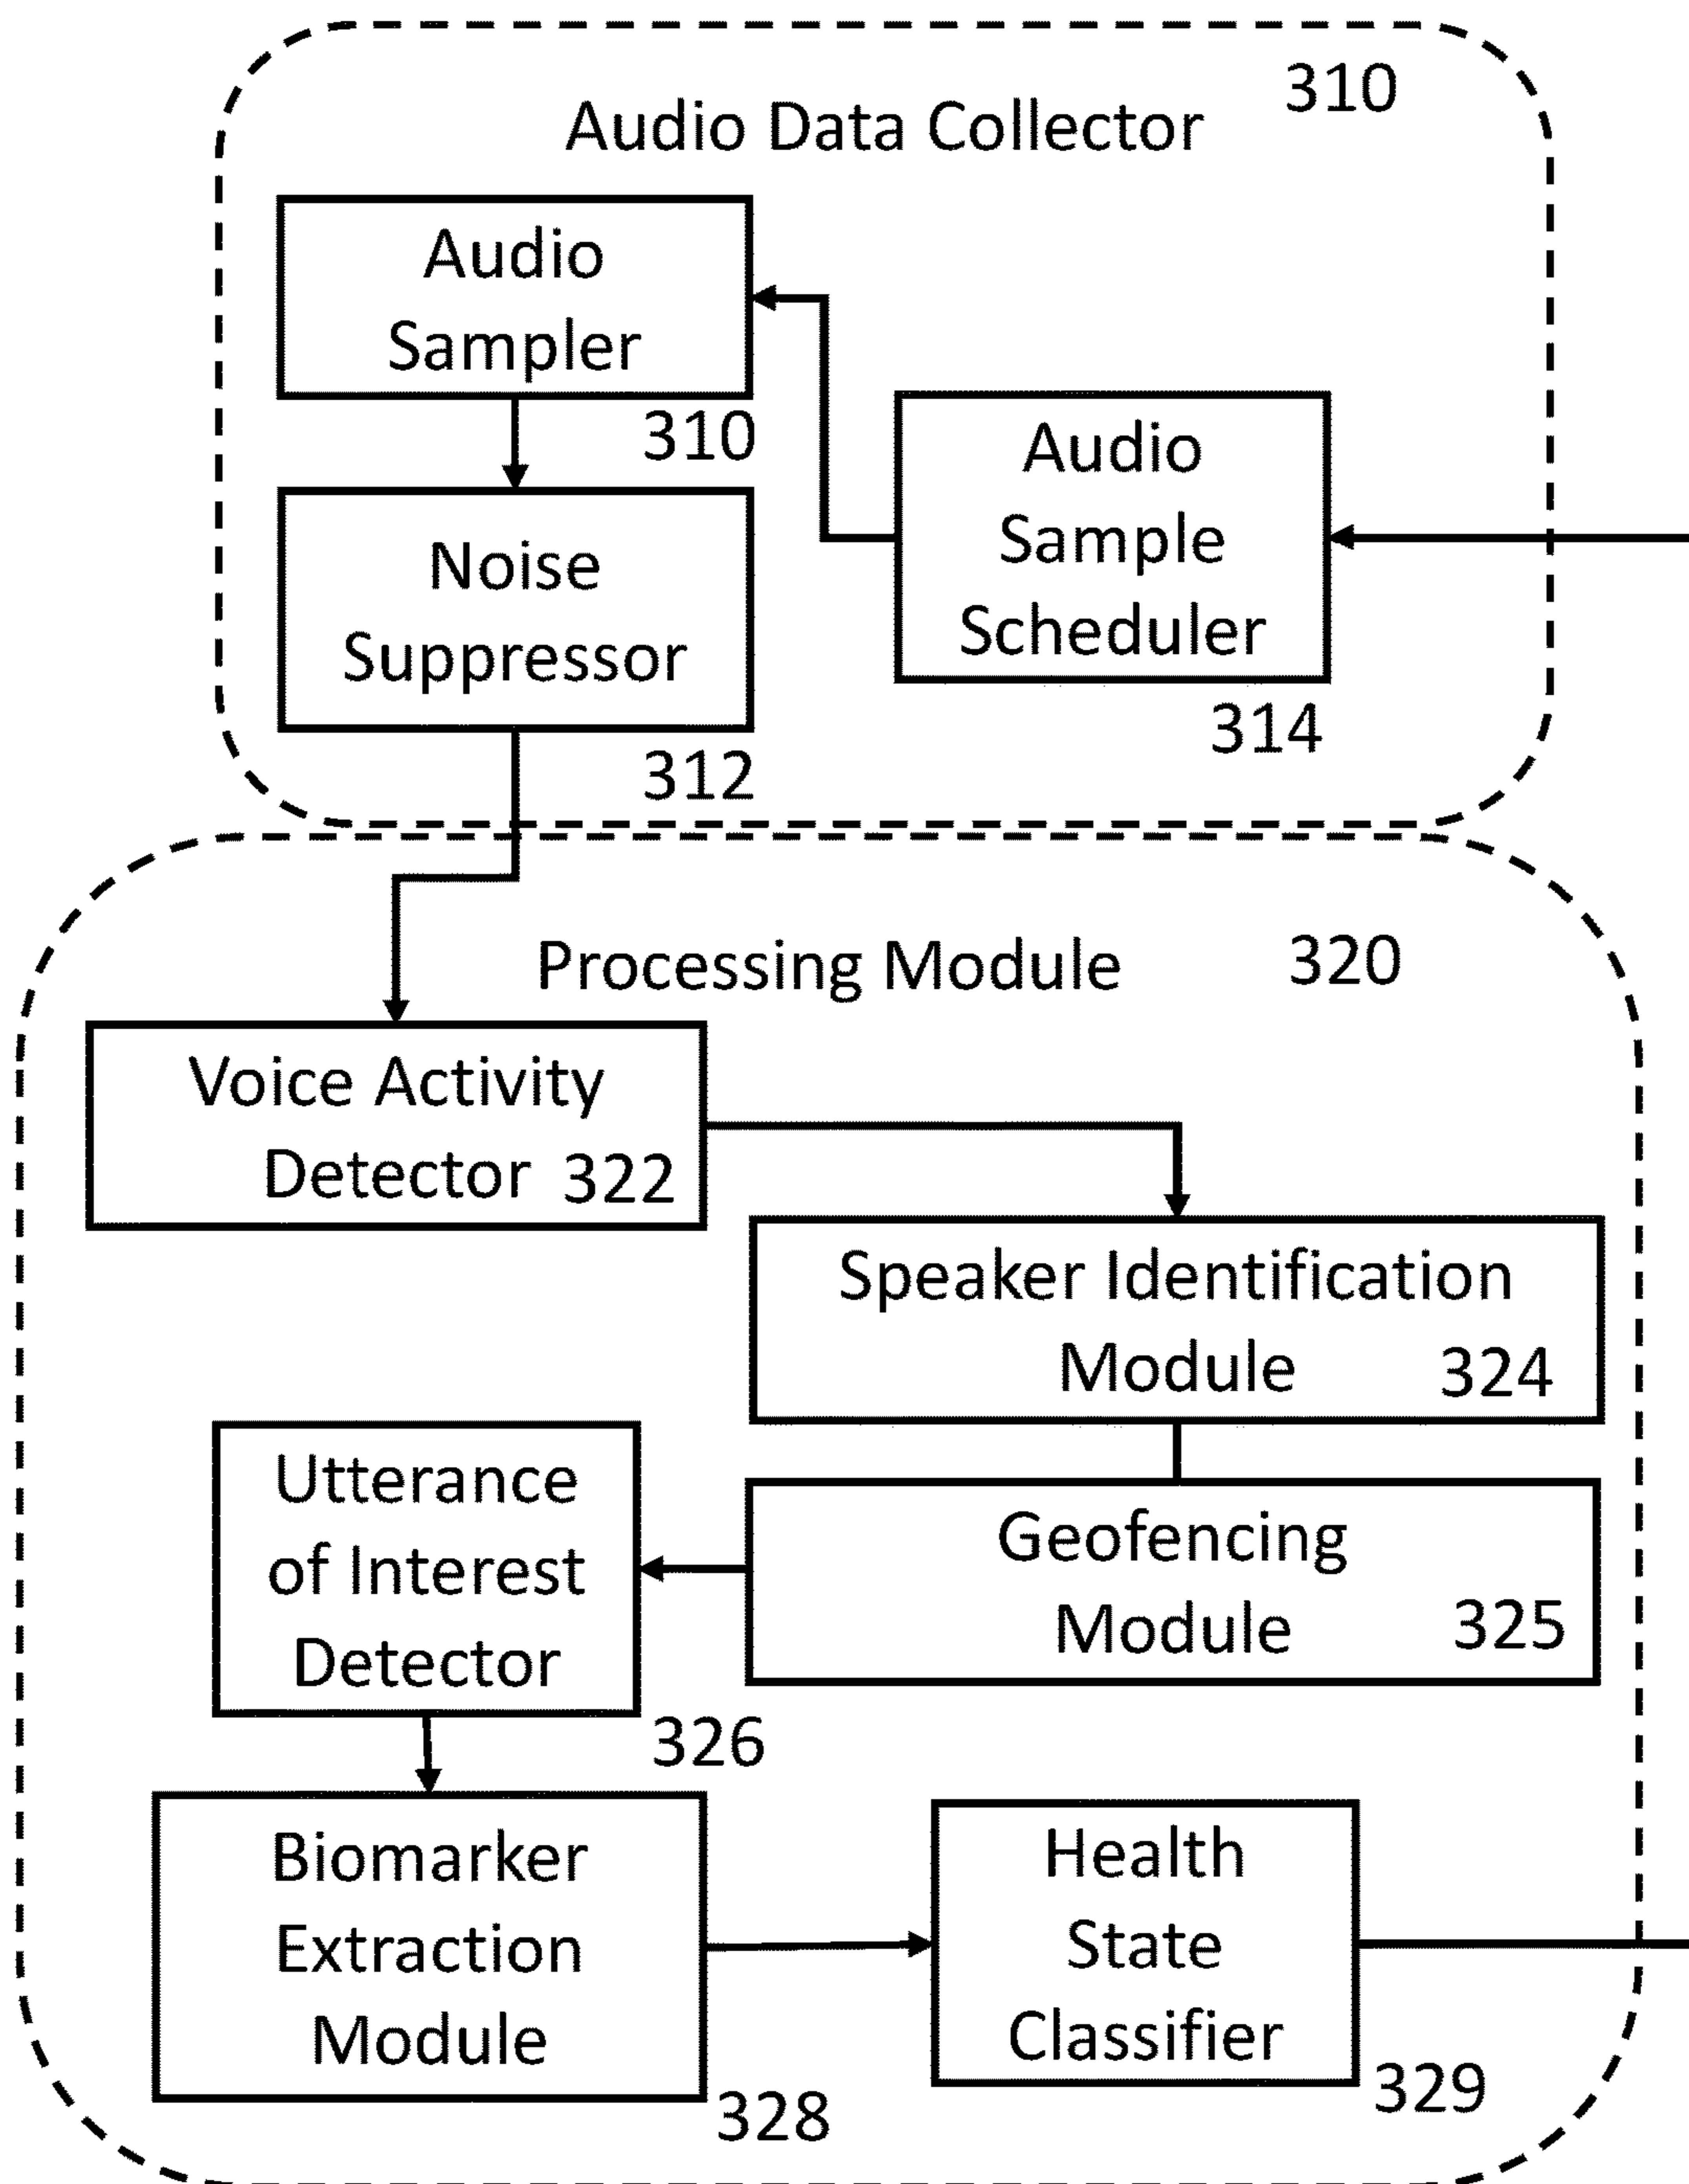 310
Audio Data Collector
Audio
Sampler
310
Audio
Sample
Scheduler
314
Noise
Suppressor
312
Processing Module 320
Voice Activity
Detector 322
Speaker Identification
Module 324
Geofencing
Module 325
Utterance
of Interest
Detector
326
Biomarker
Extraction
Module
328
Health
State
Classifier
329